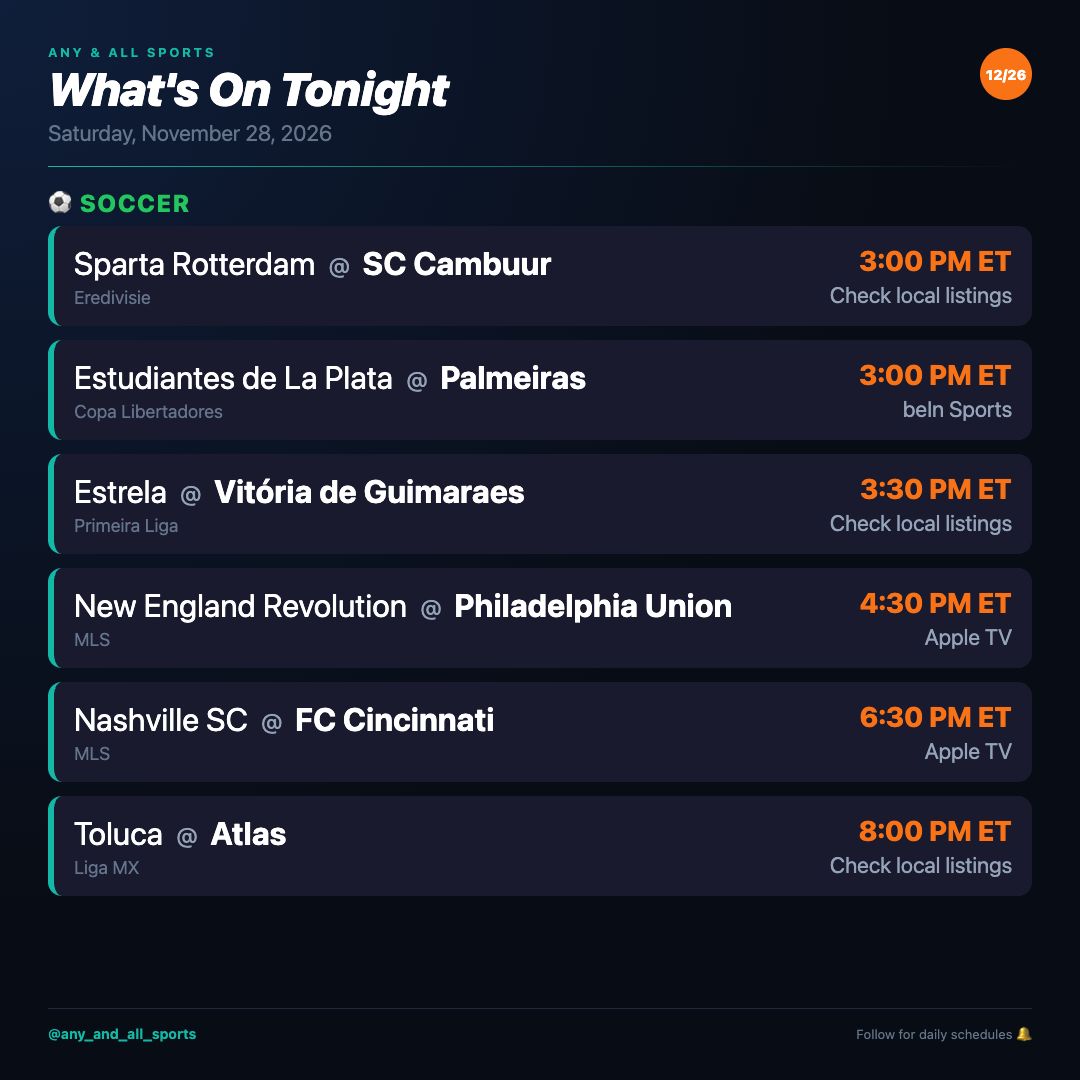 ANY & ALL SPORTS
What's On Tonight
12/26
Saturday, November 28, 2026
⚽ SOCCER
Sparta Rotterdam @ SC Cambuur
3:00 PM ET
Eredivisie
Check local listings
Estudiantes de La Plata @ Palmeiras
3:00 PM ET
Copa Libertadores
beIn Sports
Estrela @ Vitória de Guimaraes
3:30 PM ET
Primeira Liga
Check local listings
New England Revolution @ Philadelphia Union
4:30 PM ET
MLS
Apple TV
Nashville SC @ FC Cincinnati
6:30 PM ET
MLS
Apple TV
Toluca @ Atlas
8:00 PM ET
Liga MX
Check local listings
@any_and_all_sports
Follow for daily schedules 🔔